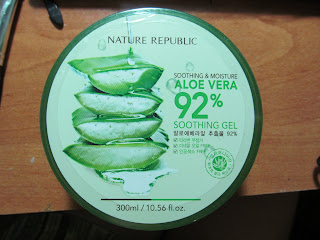 NATURE REPUBLIC
SOOTHING & MOISTURE
ALOE VERA
92%
SOOTHING GEL
알로에베라잎 추출물 92%
300ml / 10.56 fl.oz.